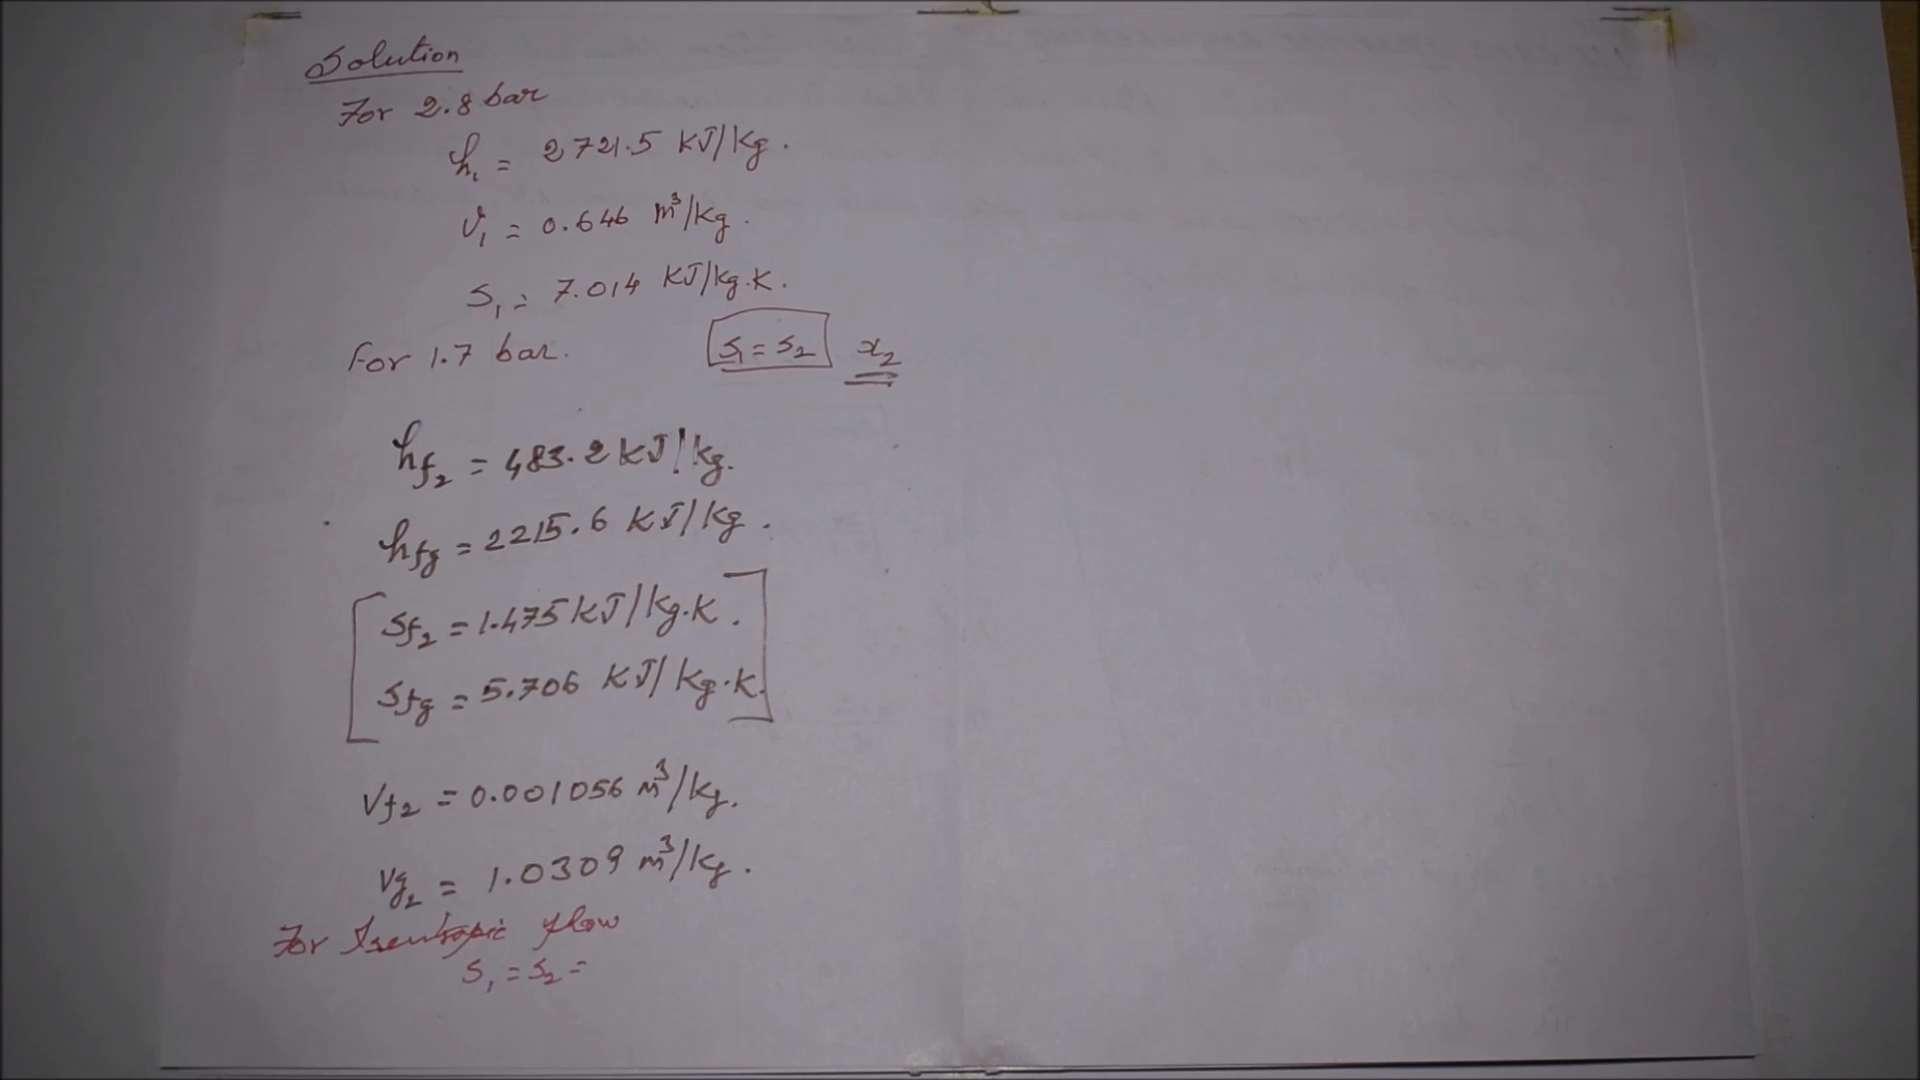 Solution
For 2.8 bar
h₁ = 2721.5 KJ/Kg.
v₁ = 0.646 m³/Kg.
S₁ = 7.014 KJ/Kg.K.
For 1.7 bar. S₁ = S₂ x₂
hf₂ = 483.2 KJ/Kg.
hfg = 2215.6 KJ/Kg.
Sf₂ = 1.475 KJ/Kg.K.
Sfg = 5.706 KJ/Kg.K.
Vf₂ = 0.001056 m³/Kg.
Vg₂ = 1.0309 m³/Kg.
For Isentropic flow
S₁ = S₂ =